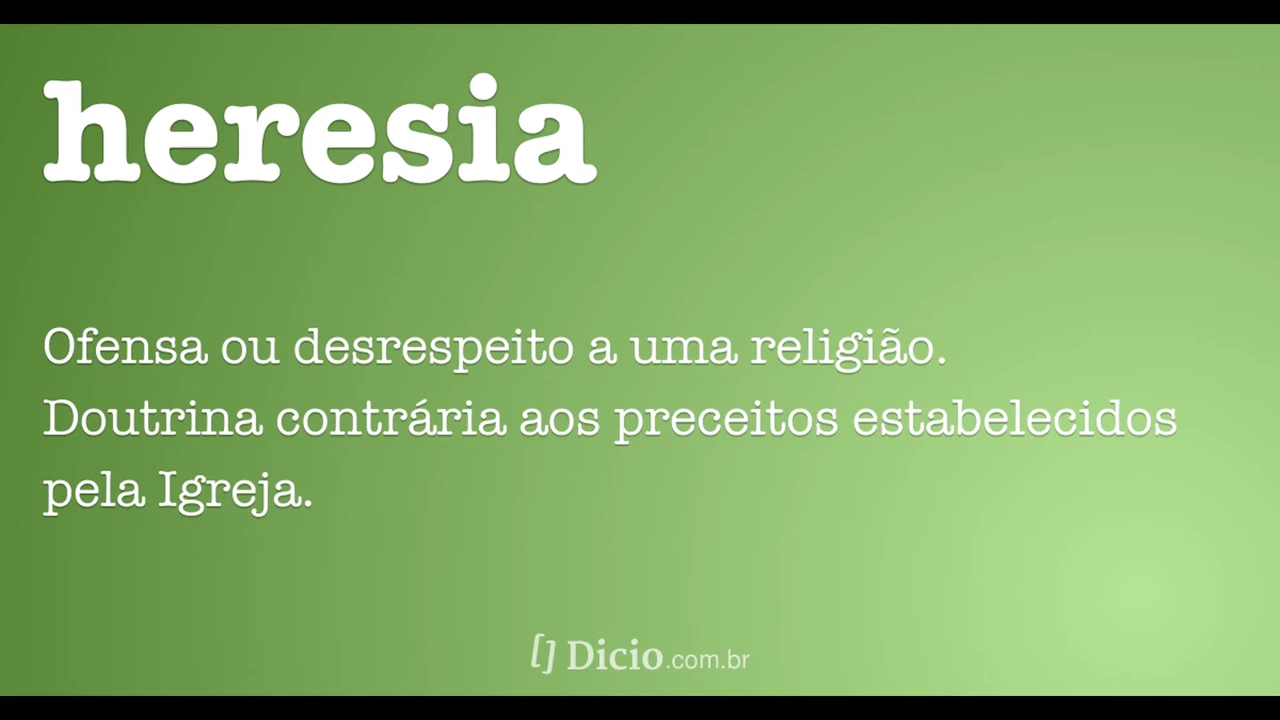 heresia
Ofensa ou desrespeito a uma religião.
Doutrina contrária aos preceitos estabelecidos
pela Igreja.
[] Dicio.com.br